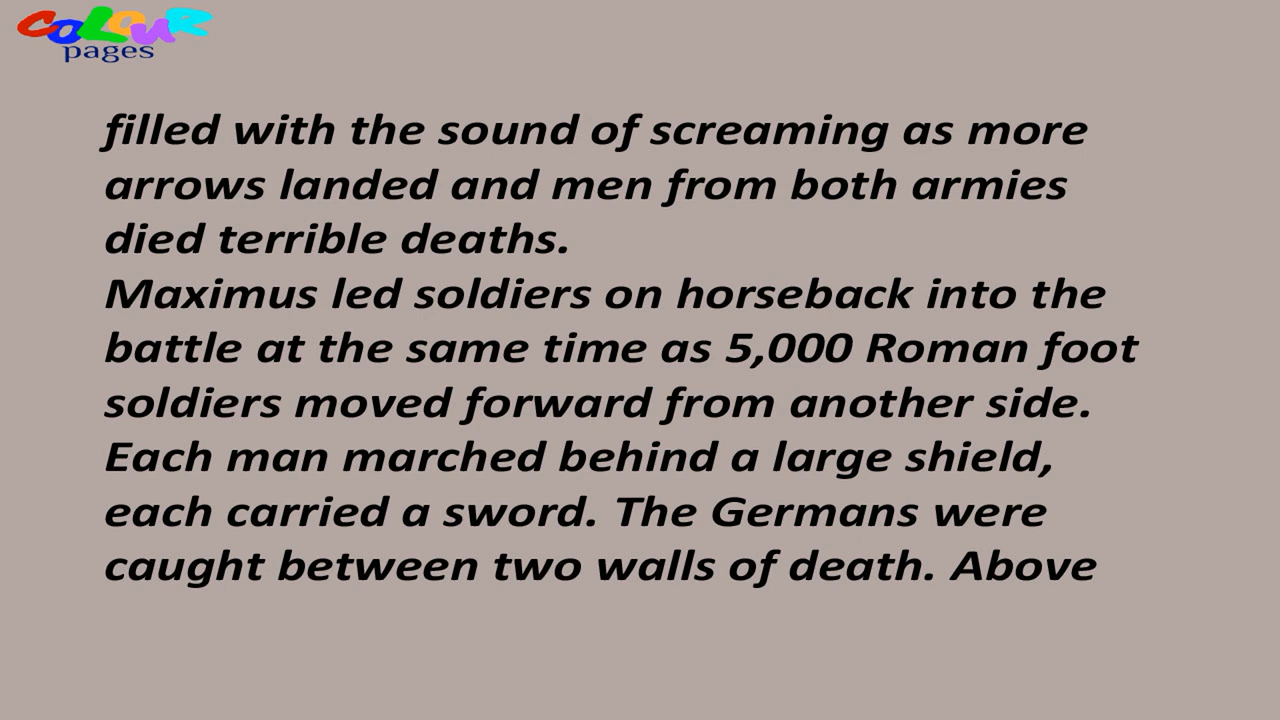 COLOUR
pages
filled with the sound of screaming as more
arrows landed and men from both armies
died terrible deaths.
Maximus led soldiers on horseback into the
battle at the same time as 5,000 Roman foot
soldiers moved forward from another side.
Each man marched behind a large shield,
each carried a sword. The Germans were
caught between two walls of death. Above